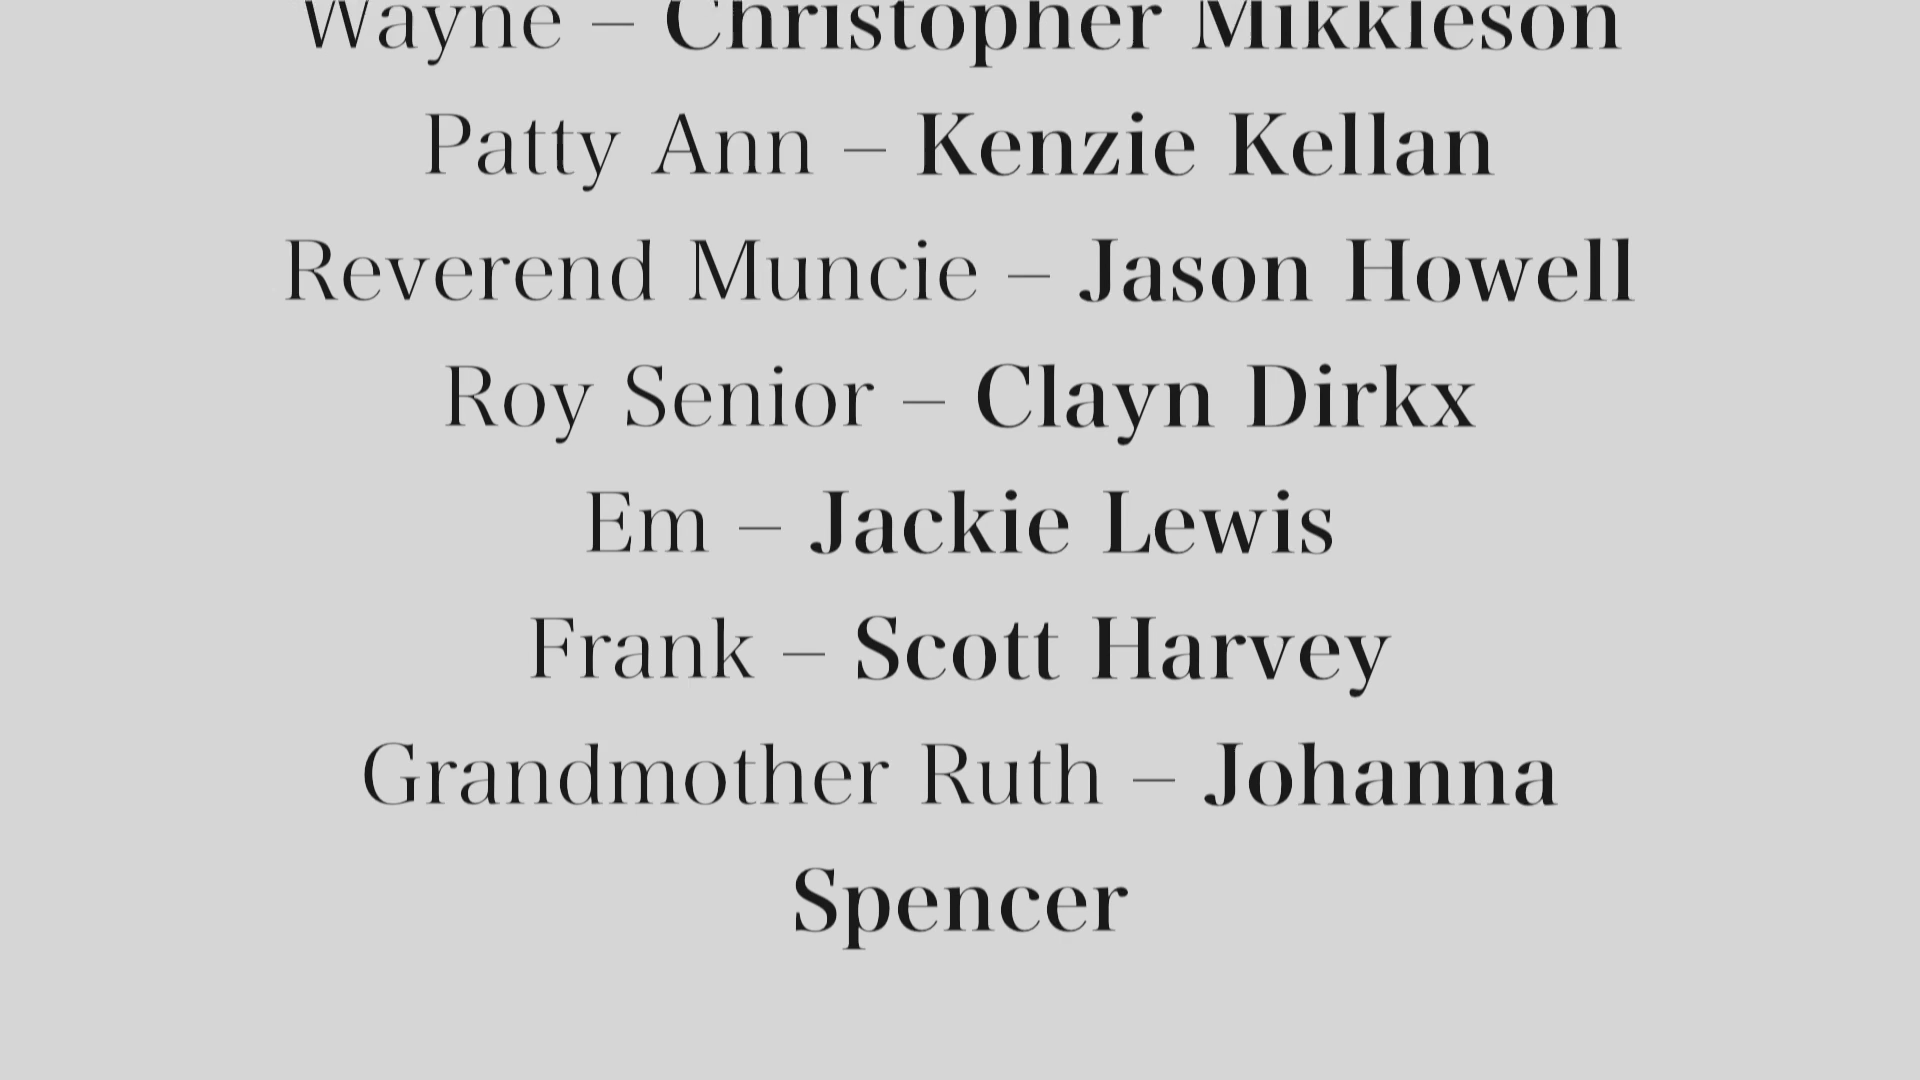 Wayne – Christopher Mikkleson
Patty Ann – Kenzie Kellan
Reverend Muncie – Jason Howell
Roy Senior – Clayn Dirkx
Em – Jackie Lewis
Frank – Scott Harvey
Grandmother Ruth – Johanna
Spencer